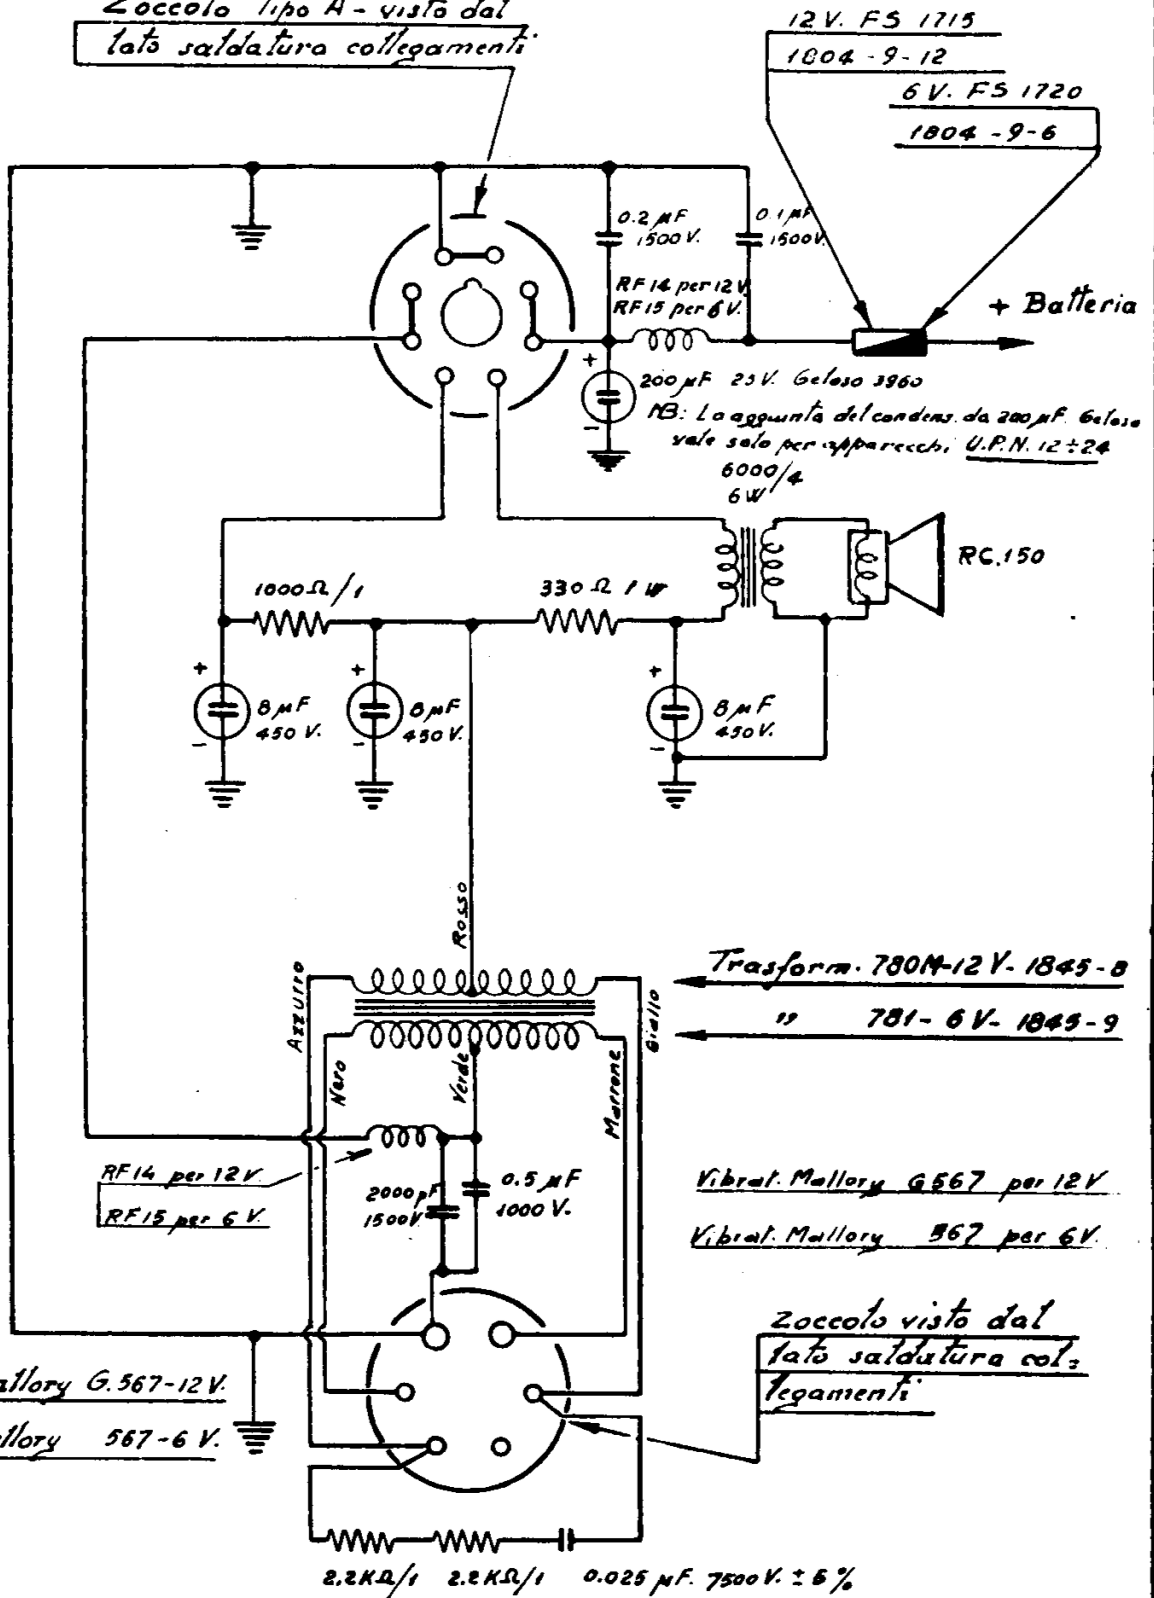 Zoccolo Tipo A - visto dal
lato saldatura collegamenti
12 V. FS 1715
1804 - 9 - 12
6 V. FS 1720
1804 - 9 - 6
0.2 µF
1500 V.
0.1 µF
1500 V.
RF 14 per 12 V.
RF 15 per 6 V.
+ Batteria
+
-
200 µF 25 V. Geloso 3960
NB: La aggiunta del condens. da 200 µF. Geloso
vale solo per apparecchi U.P.N. 12 ÷ 24
6000/4
6 W
RC. 150
1000 Ω / 1
330 Ω 1 W
+
8 µF
450 V.
-
+
8 µF
450 V.
-
+
8 µF
450 V.
-
Rosso
Azzurro
Giallo
Nero
Verde
Marrone
Trasform. 780M-12 V- 1845-8
" 781- 6 V- 1845-9
RF 14 per 12 V.
RF 15 per 6 V.
2000 pF
1500 V.
0.5 µF
1000 V.
Vibrat. Mallory G567 per 12 V
Vibrat. Mallory 567 per 6 V.
Zoccolo visto dal
lato saldatura col=
legamenti
allory G.567-12 V.
llory 567-6 V.
2.2 KΩ/1 2.2 KΩ/1 0.025 µF. 7500 V. ± 5 %